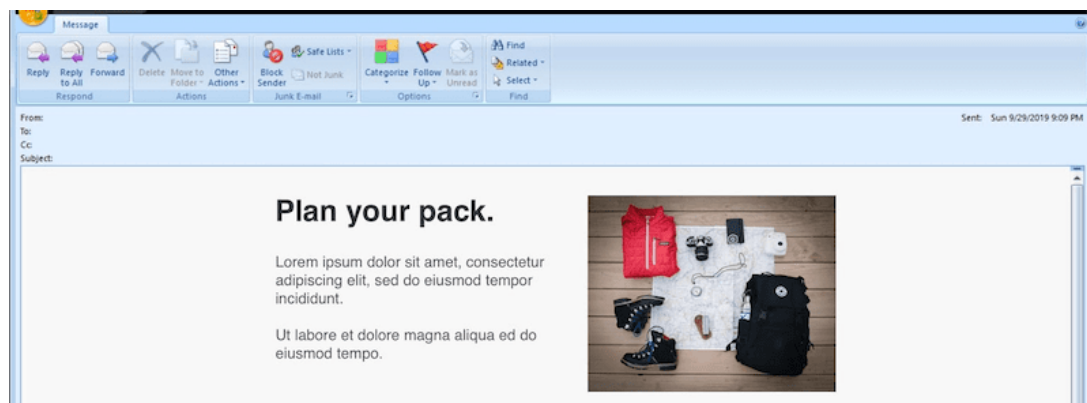 Message
Reply
Reply to All
Forward
Respond
Delete
Move to Folder
Other Actions
Actions
Block Sender
Safe Lists
Not Junk
Junk E-mail
Categorize
Follow Up
Mark as Unread
Options
Find
Related
Select
Find
From:
Sent: Sun 9/29/2019 9:09 PM
To:
Cc:
Subject:
Plan your pack.
Lorem ipsum dolor sit amet, consectetur
adipiscing elit, sed do eiusmod tempor
incididunt.
Ut labore et dolore magna aliqua ed do
eiusmod tempo.